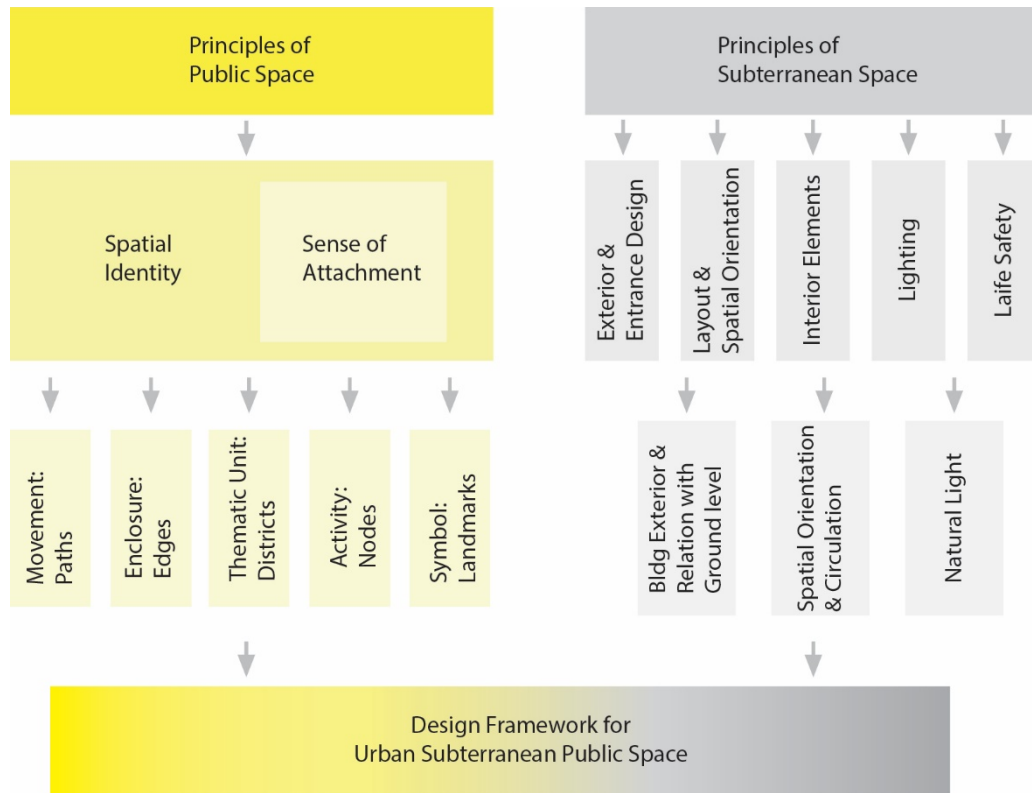 Principles of
Public Space
Principles of
Subterranean Space
Spatial
Identity
Sense of
Attachment
Exterior &
Entrance Design
Layout &
Spatial Orientation
Interior Elements
Lighting
Laife Safety
Movement:
Paths
Enclosure:
Edges
Thematic Unit:
Districts
Activity:
Nodes
Symbol:
Landmarks
Bldg Exterior &
Relation with
Ground level
Spatial Orientation
& Circulation
Natural Light
Design Framework for
Urban Subterranean Public Space